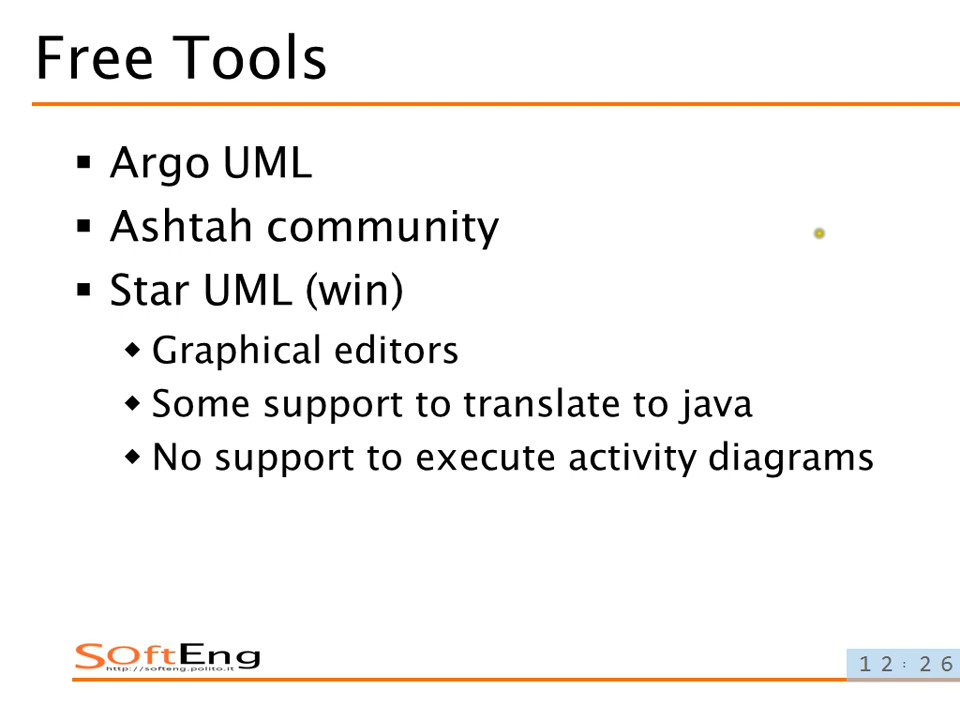 Free Tools
Argo UML
Ashtah community
Star UML (win)
Graphical editors
Some support to translate to java
No support to execute activity diagrams
SOftEng
http://softeng.polito.it
12:26